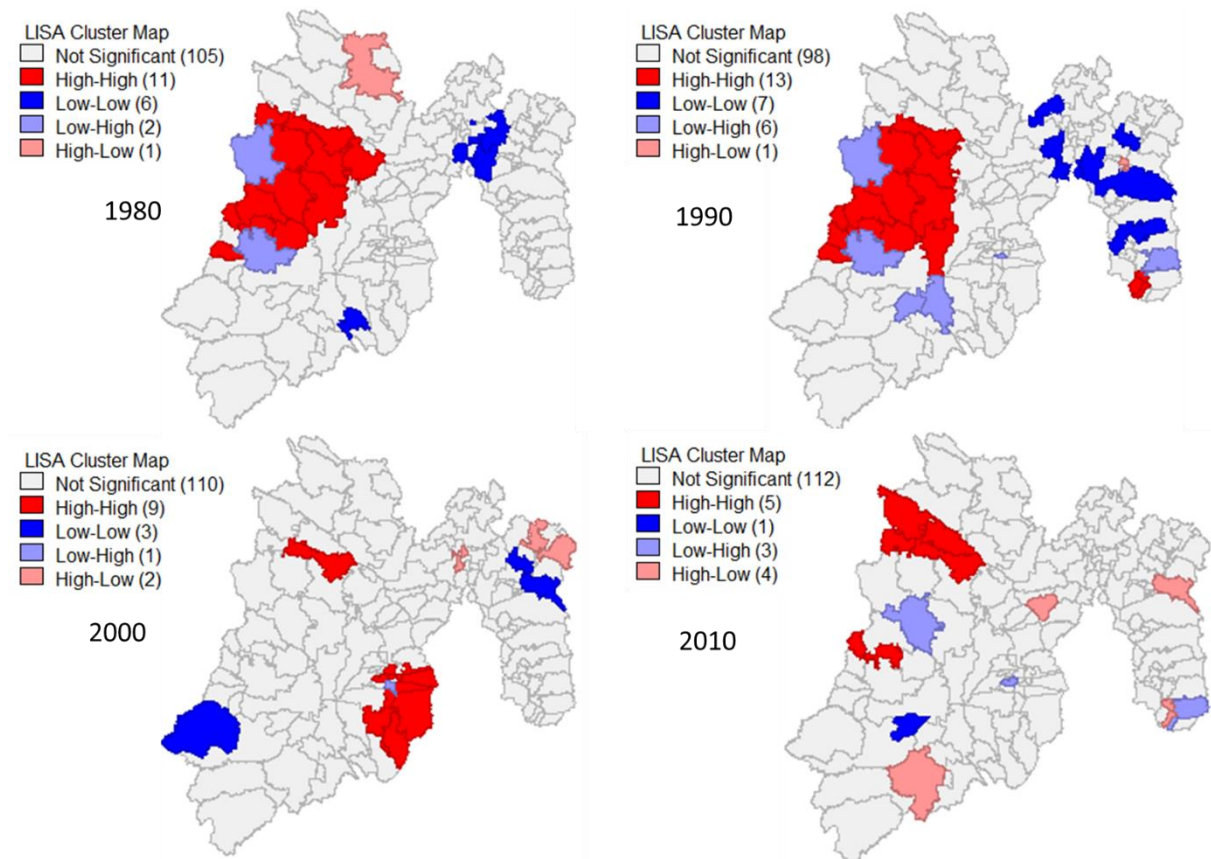 LISA Cluster Map
Not Significant (105)
High-High (11)
Low-Low (6)
Low-High (2)
High-Low (1)
1980
LISA Cluster Map
Not Significant (98)
High-High (13)
Low-Low (7)
Low-High (6)
High-Low (1)
1990
LISA Cluster Map
Not Significant (110)
High-High (9)
Low-Low (3)
Low-High (1)
High-Low (2)
2000
LISA Cluster Map
Not Significant (112)
High-High (5)
Low-Low (1)
Low-High (3)
High-Low (4)
2010